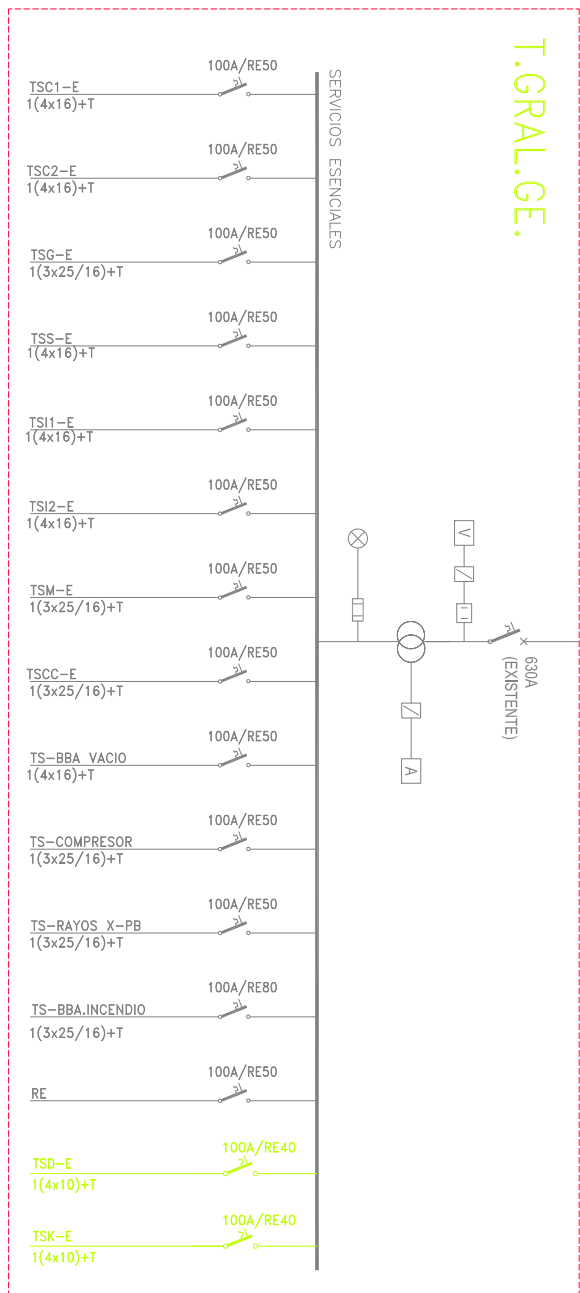 T.GRAL.GE.
SERVICIOS ESENCIALES
100A/RE50
TSC1-E
1(4x16)+T
100A/RE50
TSC2-E
1(4x16)+T
100A/RE50
TSG-E
1(3x25/16)+T
100A/RE50
TSS-E
1(4x16)+T
100A/RE50
TSI1-E
1(4x16)+T
100A/RE50
TSI2-E
1(4x16)+T
100A/RE50
TSM-E
1(3x25/16)+T
100A/RE50
TSCC-E
1(3x25/16)+T
100A/RE50
TS-BBA VACIO
1(4x16)+T
100A/RE50
TS-COMPRESOR
1(3x25/16)+T
100A/RE50
TS-RAYOS X-PB
1(3x25/16)+T
100A/RE80
TS-BBA.INCENDIO
1(3x25/16)+T
100A/RE50
RE
100A/RE40
TSD-E
1(4x10)+T
100A/RE40
TSK-E
1(4x10)+T
V
A
630A
(EXISTENTE)